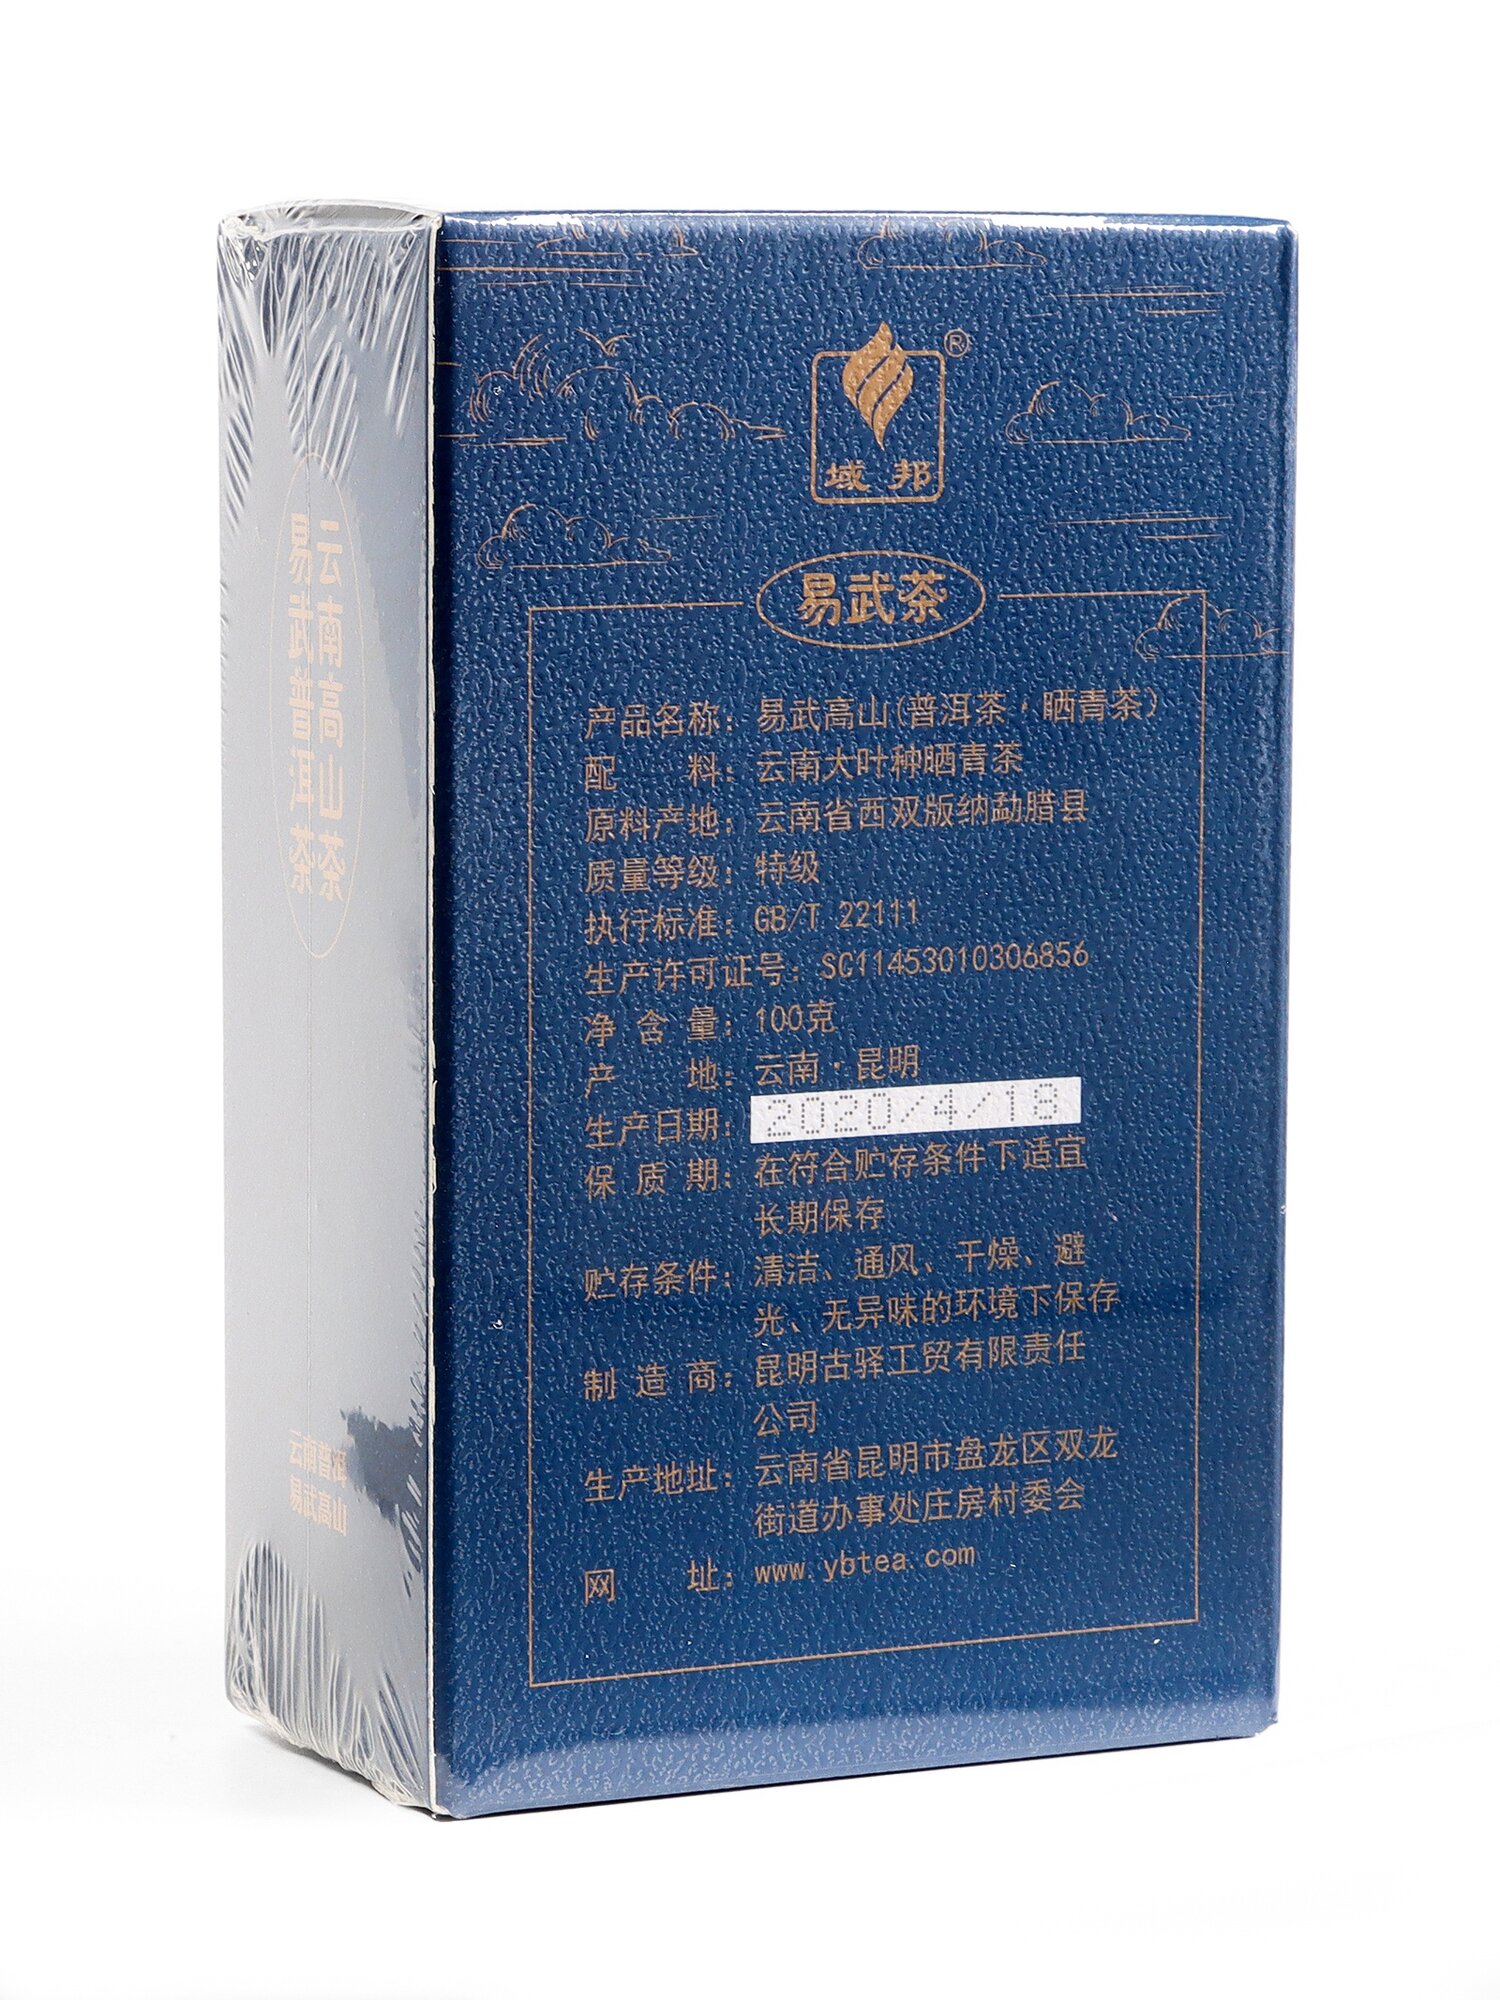 云南高山茶
易武普洱茶
云南普洱
易武高山
®
域邦
易武茶
产品名称：易武高山(普洱茶·晒青茶)
配料：云南大叶种晒青茶
原料产地：云南省西双版纳勐腊县
质量等级：特级
执行标准：GB/T 22111
生产许可证号：SC11453010306856
净含量：100克
产地：云南·昆明
生产日期：2020/4/18
保质期：在符合贮存条件下适宜
长期保存
贮存条件：清洁、通风、干燥、避
光、无异味的环境下保存
制造商：昆明古驿工贸有限责任
公司
生产地址：云南省昆明市盘龙区双龙
街道办事处庄房村委会
网址：www.ybtea.com